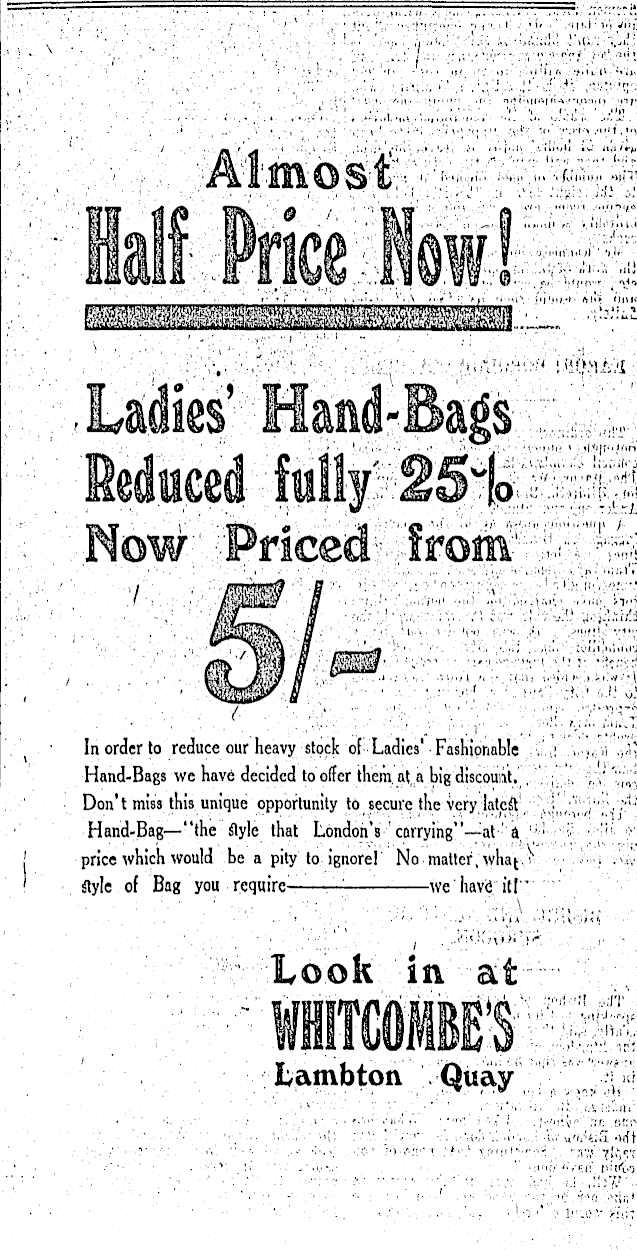 Almost
Half Price Now!
Ladies' Hand-Bags
Reduced fully 25%
Now Priced from
5/-
In order to reduce our heavy stock of Ladies' Fashionable
Hand-Bags we have decided to offer them at a big discount.
Don't miss this unique opportunity to secure the very latest
Hand-Bag—"the style that London's carrying"—at a
price which would be a pity to ignore! No matter what
style of Bag you require—we have it!
Look in at
WHITCOMBE'S
Lambton Quay